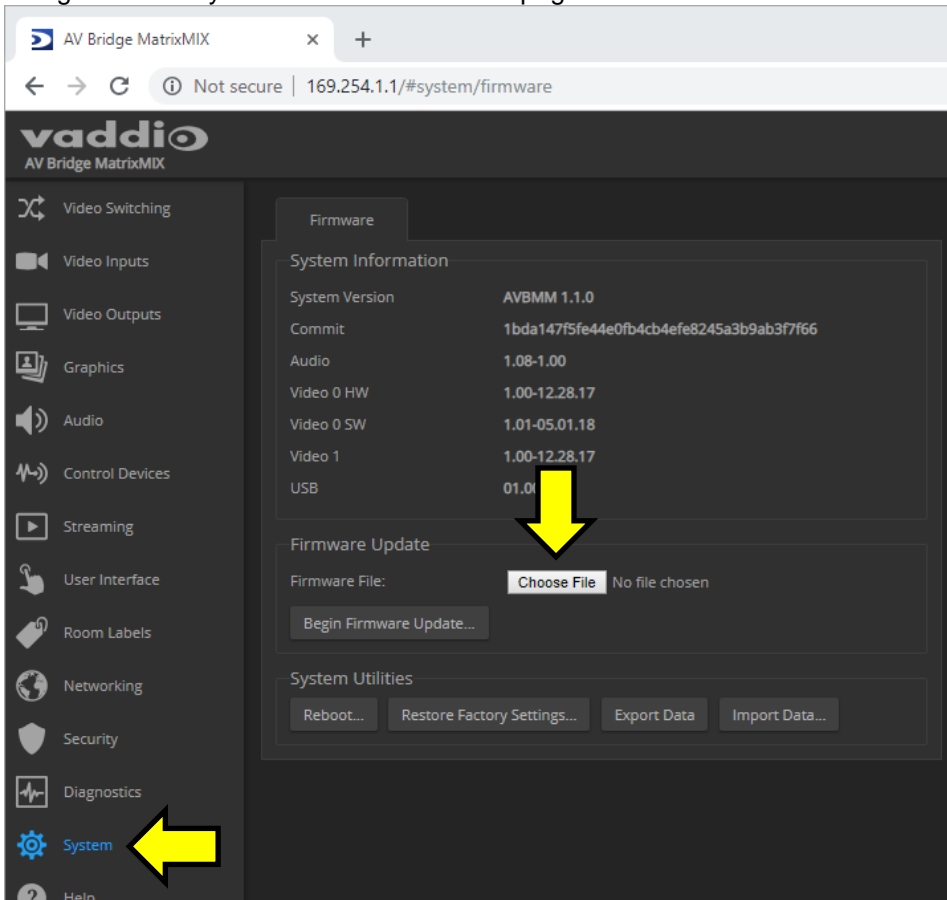 AV Bridge MatrixMIX × +
Not secure | 169.254.1.1/#system/firmware
vaddio
AV Bridge MatrixMIX
Video Switching
Video Inputs
Video Outputs
Graphics
Audio
Control Devices
Streaming
User Interface
Room Labels
Networking
Security
Diagnostics
System
Help
Firmware
System Information
System Version AVBMM 1.1.0
Commit 1bda147f5fe44e0fb4cb4efe8245a3b9ab3f7f66
Audio 1.08-1.00
Video 0 HW 1.00-12.28.17
Video 0 SW 1.01-05.01.18
Video 1 1.00-12.28.17
USB
Firmware Update
Firmware File: Choose File No file chosen
Begin Firmware Update...
System Utilities
Reboot... Restore Factory Settings... Export Data Import Data...